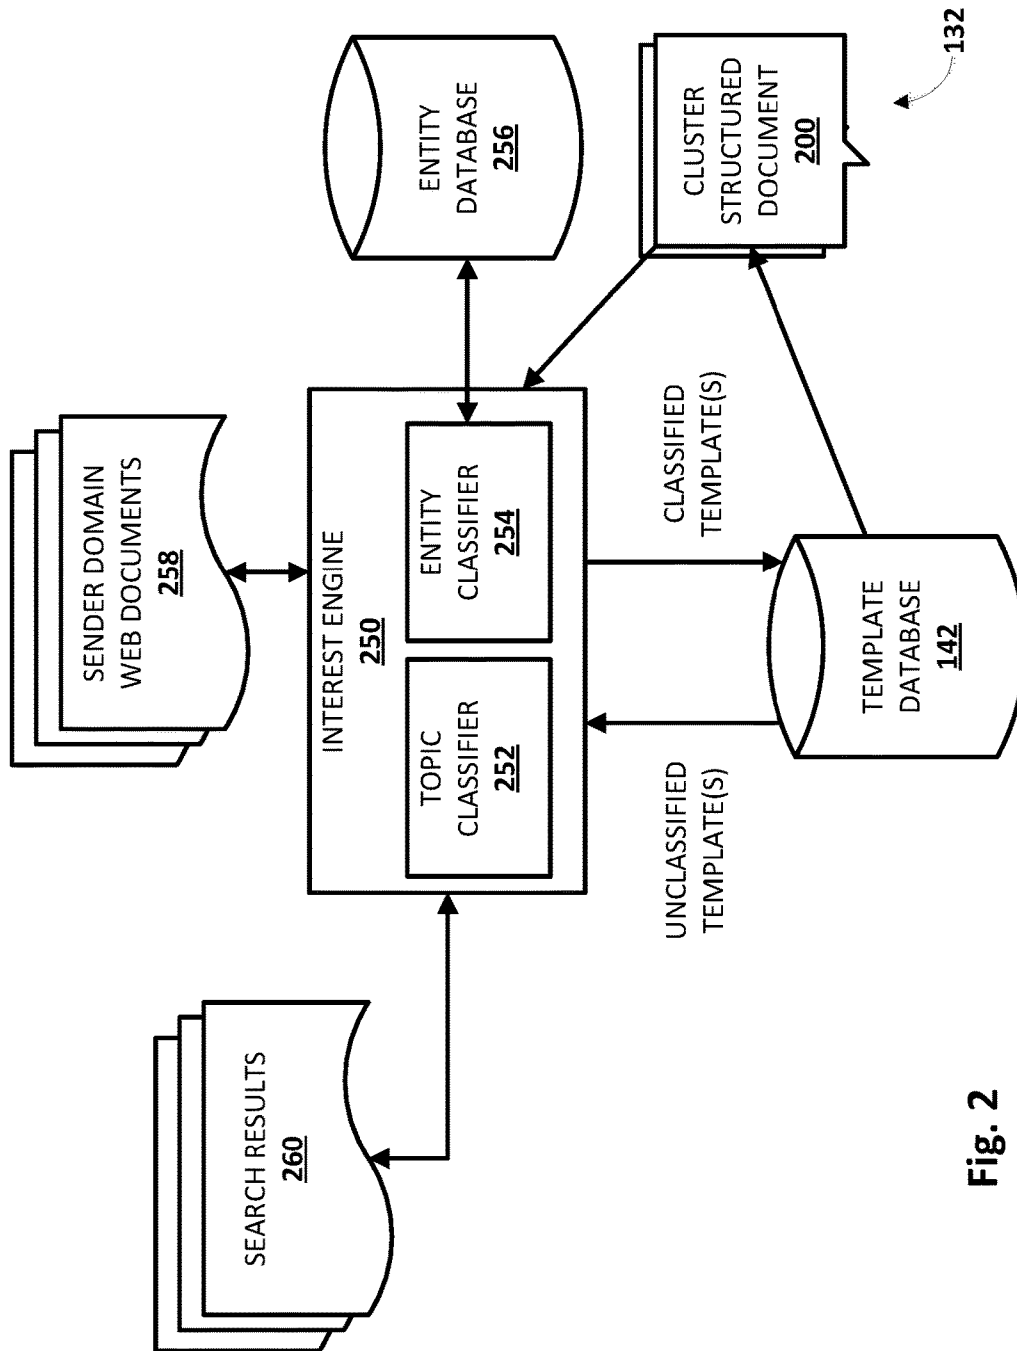 SEARCH RESULTS
260
SENDER DOMAIN
WEB DOCUMENTS
258
INTEREST ENGINE
250
TOPIC
CLASSIFIER
252
ENTITY
CLASSIFIER
254
ENTITY
DATABASE
256
UNCLASSIFIED
TEMPLATE(S)
CLASSIFIED
TEMPLATE(S)
TEMPLATE
DATABASE
142
CLUSTER
STRUCTURED
DOCUMENT
200
132
Fig. 2